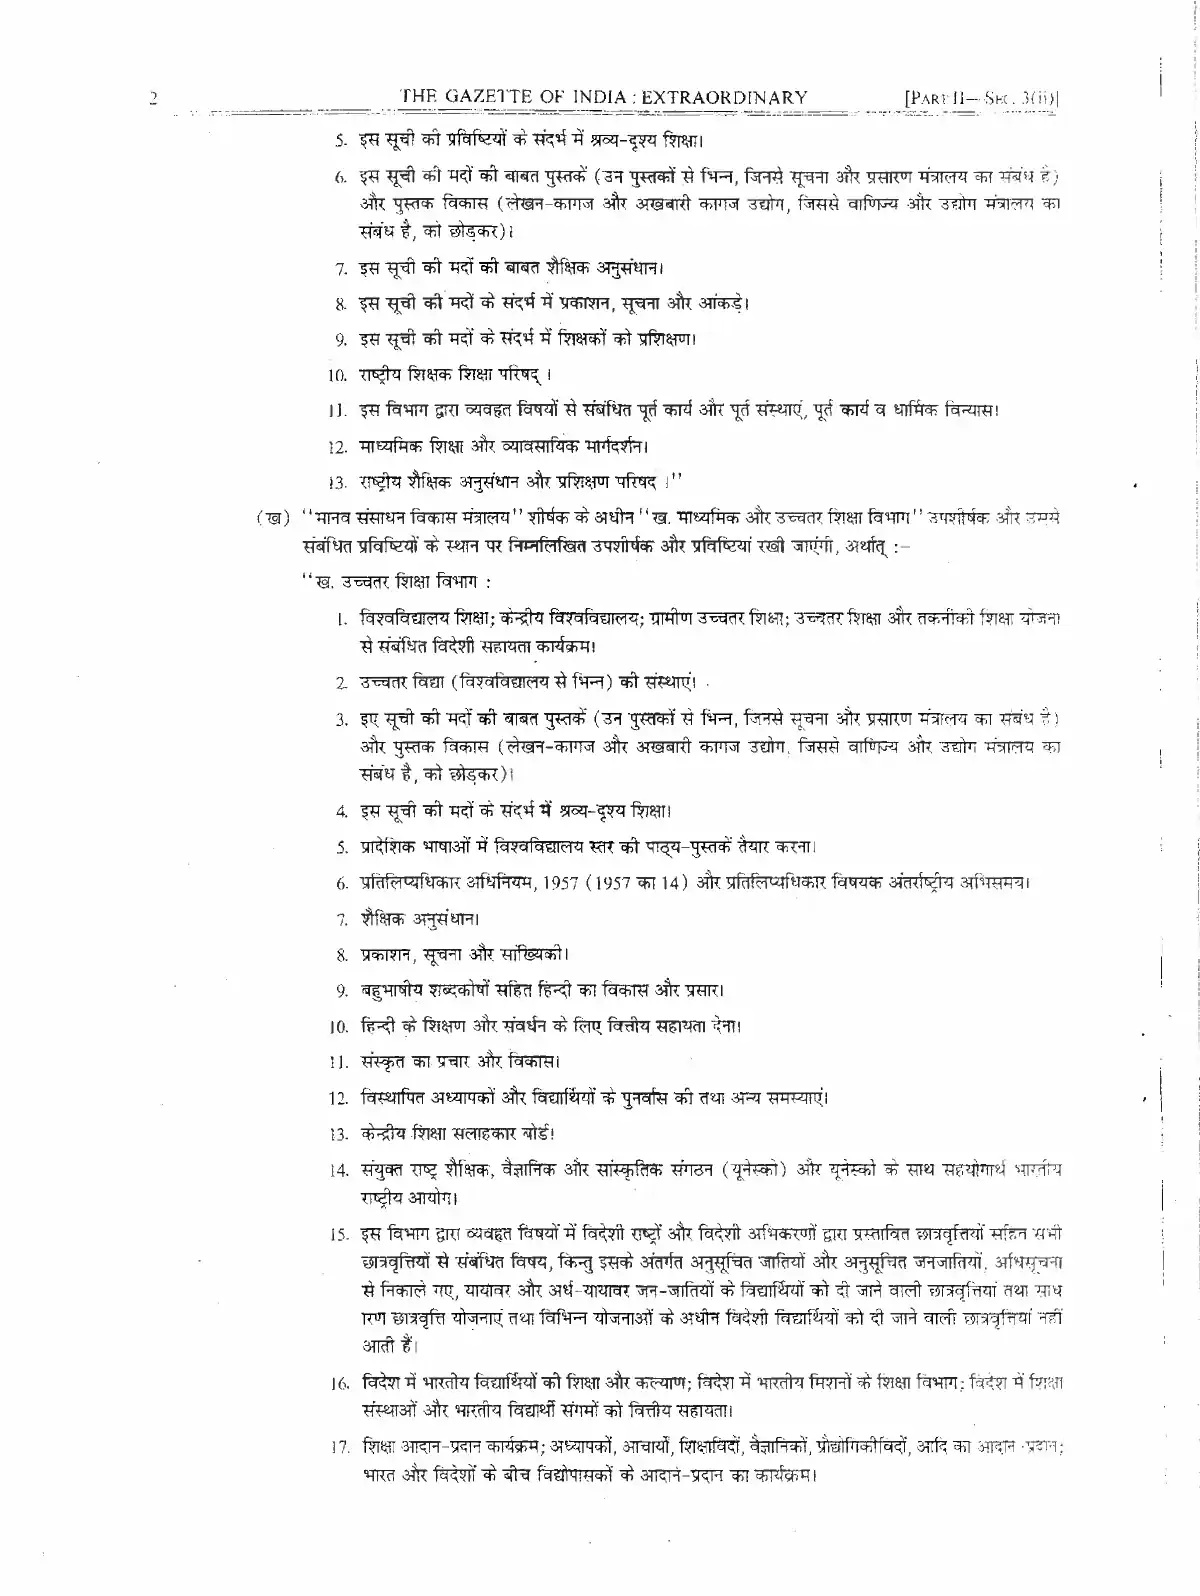 2 THE GAZETTE OF INDIA : EXTRAORDINARY [PART II—SEC. 3(ii)]
5. इस सूची की प्रविष्टियों के संदर्भ में श्रव्य-दृश्य शिक्षा।
6. इस सूची की मदों की बाबत पुस्तकें (उन पुस्तकों से भिन्न, जिनसे सूचना और प्रसारण मंत्रालय का संबंध है)
और पुस्तक विकास (लेखन-कागज और अखबारी कागज उद्योग, जिससे वाणिज्य और उद्योग मंत्रालय का
संबंध है, को छोड़कर)।
7. इस सूची की मदों की बाबत शैक्षिक अनुसंधान।
8. इस सूची की मदों के संदर्भ में प्रकाशन, सूचना और आंकड़े।
9. इस सूची की मदों के संदर्भ में शिक्षकों को प्रशिक्षण।
10. राष्ट्रीय शिक्षक शिक्षा परिषद् ।
11. इस विभाग द्वारा व्यवहृत विषयों से संबंधित पूर्त कार्य और पूर्त संस्थाएं, पूर्त कार्य व धार्मिक विन्यास।
12. माध्यमिक शिक्षा और व्यावसायिक मार्गदर्शन।
13. राष्ट्रीय शैक्षिक अनुसंधान और प्रशिक्षण परिषद ।''
(ख) ''मानव संसाधन विकास मंत्रालय'' शीर्षक के अधीन ''ख. माध्यमिक और उच्चतर शिक्षा विभाग'' उपशीर्षक और उससे
संबंधित प्रविष्टियों के स्थान पर निम्नलिखित उपशीर्षक और प्रविष्टियां रखी जाएंगी, अर्थात् :-
''ख. उच्चतर शिक्षा विभाग :
1. विश्वविद्यालय शिक्षा; केन्द्रीय विश्वविद्यालय; ग्रामीण उच्चतर शिक्षा; उच्चतर शिक्षा और तकनीकी शिक्षा योजना
से संबंधित विदेशी सहायता कार्यक्रम।
2. उच्चतर विद्या (विश्वविद्यालय से भिन्न) की संस्थाएं।
3. इए सूची की मदों की बाबत पुस्तकें (उन पुस्तकों से भिन्न, जिनसे सूचना और प्रसारण मंत्रालय का संबंध है)
और पुस्तक विकास (लेखन-कागज और अखबारी कागज उद्योग, जिससे वाणिज्य और उद्योग मंत्रालय का
संबंध है, को छोड़कर)।
4. इस सूची की मदों के संदर्भ में श्रव्य-दृश्य शिक्षा।
5. प्रादेशिक भाषाओं में विश्वविद्यालय स्तर की पाठ्य-पुस्तकें तैयार करना।
6. प्रतिलिप्यधिकार अधिनियम, 1957 (1957 का 14) और प्रतिलिप्यधिकार विषयक अंतर्राष्ट्रीय अभिसमय।
7. शैक्षिक अनुसंधान।
8. प्रकाशन, सूचना और सांख्यिकी।
9. बहुभाषीय शब्दकोषों सहित हिन्दी का विकास और प्रसार।
10. हिन्दी के शिक्षण और संवर्धन के लिए वित्तीय सहायता देना।
11. संस्कृत का प्रचार और विकास।
12. विस्थापित अध्यापकों और विद्यार्थियों के पुनर्वास की तथा अन्य समस्याएं।
13. केन्द्रीय शिक्षा सलाहकार बोर्ड।
14. संयुक्त राष्ट्र शैक्षिक, वैज्ञानिक और सांस्कृतिक संगठन (यूनेस्को) और यूनेस्को के साथ सहयोगार्थ भारतीय
राष्ट्रीय आयोग।
15. इस विभाग द्वारा व्यवहृत विषयों में विदेशी राष्ट्रों और विदेशी अभिकरणों द्वारा प्रस्तावित छात्रवृत्तियों सहित सभी
छात्रवृत्तियों से संबंधित विषय, किन्तु इसके अंतर्गत अनुसूचित जातियों और अनुसूचित जनजातियों, अधिसूचना
से निकाले गए, यायावर और अर्ध-यायावर जन-जातियों के विद्यार्थियों को दी जाने वाली छात्रवृत्तियां तथा साध
ारण छात्रवृत्ति योजनाएं तथा विभिन्न योजनाओं के अधीन विदेशी विद्यार्थियों को दी जाने वाली छात्रवृत्तियां नहीं
आती हैं।
16. विदेश में भारतीय विद्यार्थियों की शिक्षा और कल्याण; विदेश में भारतीय मिशनों के शिक्षा विभाग; विदेश में शिक्षा
संस्थाओं और भारतीय विद्यार्थी संगमों को वित्तीय सहायता।
17. शिक्षा आदान-प्रदान कार्यक्रम; अध्यापकों, आचार्यों, शिक्षाविदों, वैज्ञानिकों, प्रौद्योगिकीविदों, आदि का आदान-प्रदान;
भारत और विदेशों के बीच विद्योपासकों के आदान-प्रदान का कार्यक्रम।